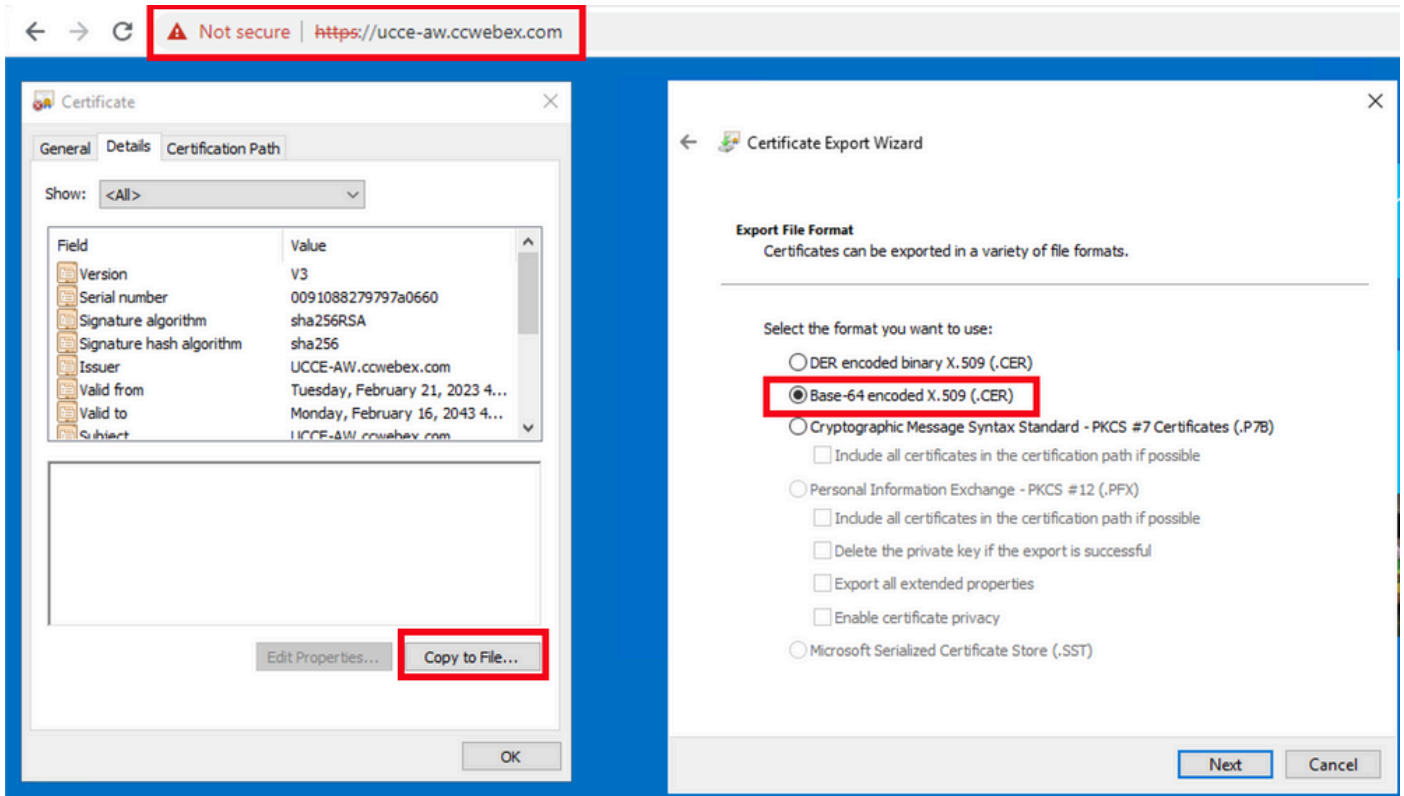 Not secure | https://ucce-aw.ccwebex.com
Certificate
General Details Certification Path
Show: <All>
Field Value
Version V3
Serial number 0091088279797a0660
Signature algorithm sha256RSA
Signature hash algorithm sha256
Issuer UCCE-AW.ccwebex.com
Valid from Tuesday, February 21, 2023 4...
Valid to Monday, February 16, 2043 4...
Subject UCCE-AW.ccwebex.com
Edit Properties... Copy to File...
OK
Certificate Export Wizard
Export File Format
Certificates can be exported in a variety of file formats.
Select the format you want to use:
DER encoded binary X.509 (.CER)
Base-64 encoded X.509 (.CER)
Cryptographic Message Syntax Standard - PKCS #7 Certificates (.P7B)
Include all certificates in the certification path if possible
Personal Information Exchange - PKCS #12 (.PFX)
Include all certificates in the certification path if possible
Delete the private key if the export is successful
Export all extended properties
Enable certificate privacy
Microsoft Serialized Certificate Store (.SST)
Next Cancel